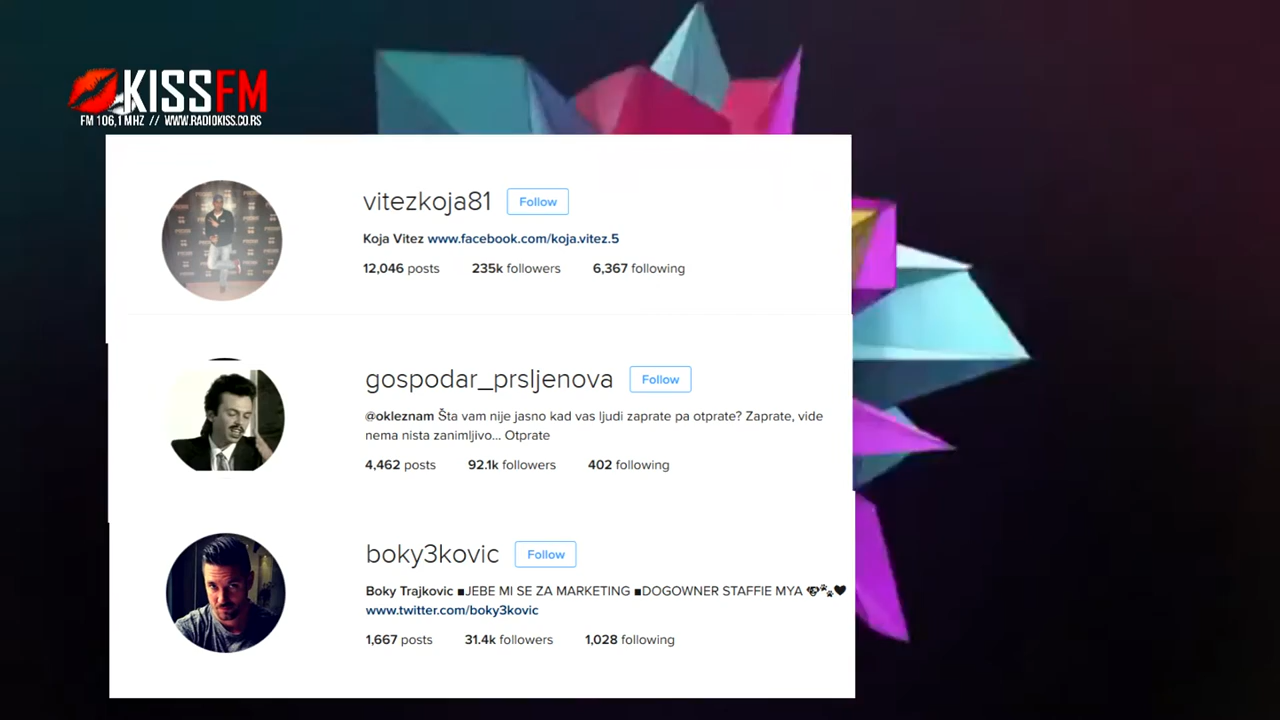 KISSFM
FM 106,1 MHZ // WWW.RADIOKISS.CO.RS
vitezkoja81 Follow
Koja Vitez www.facebook.com/koja.vitez.5
12,046 posts 235k followers 6,367 following
gospodar_prsljenova Follow
@okleznam Šta vam nije jasno kad vas ljudi zaprate pa otprate? Zaprate, vide
nema nista zanimljivo... Otprate
4,462 posts 92.1k followers 402 following
boky3kovic Follow
Boky Trajkovic ■JEBE MI SE ZA MARKETING ■DOGOWNER STAFFIE MYA 🐶🐾🖤
www.twitter.com/boky3kovic
1,667 posts 31.4k followers 1,028 following